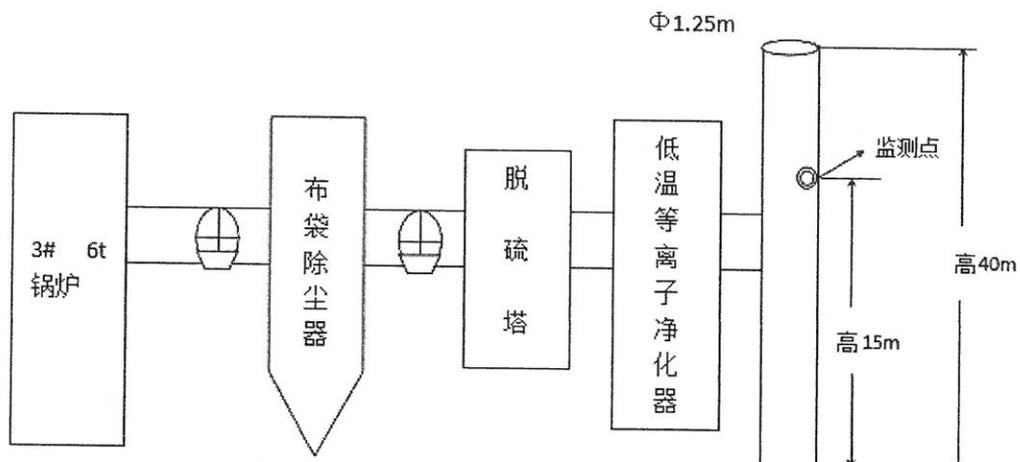 Φ1.25m
3# 6t
锅炉
布袋除尘器
脱硫塔
低温等离子净化器
监测点
高15m
高40m